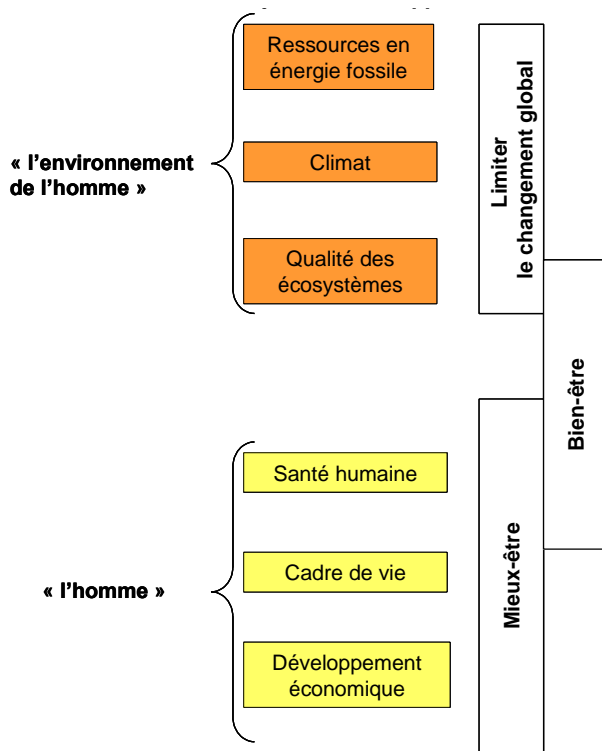 Ressources en
énergie fossile
« l'environnement
de l'homme »
Climat
Qualité des
écosystèmes
Limiter
le changement global
Bien-être
Santé humaine
« l'homme »
Cadre de vie
Développement
économique
Mieux-être